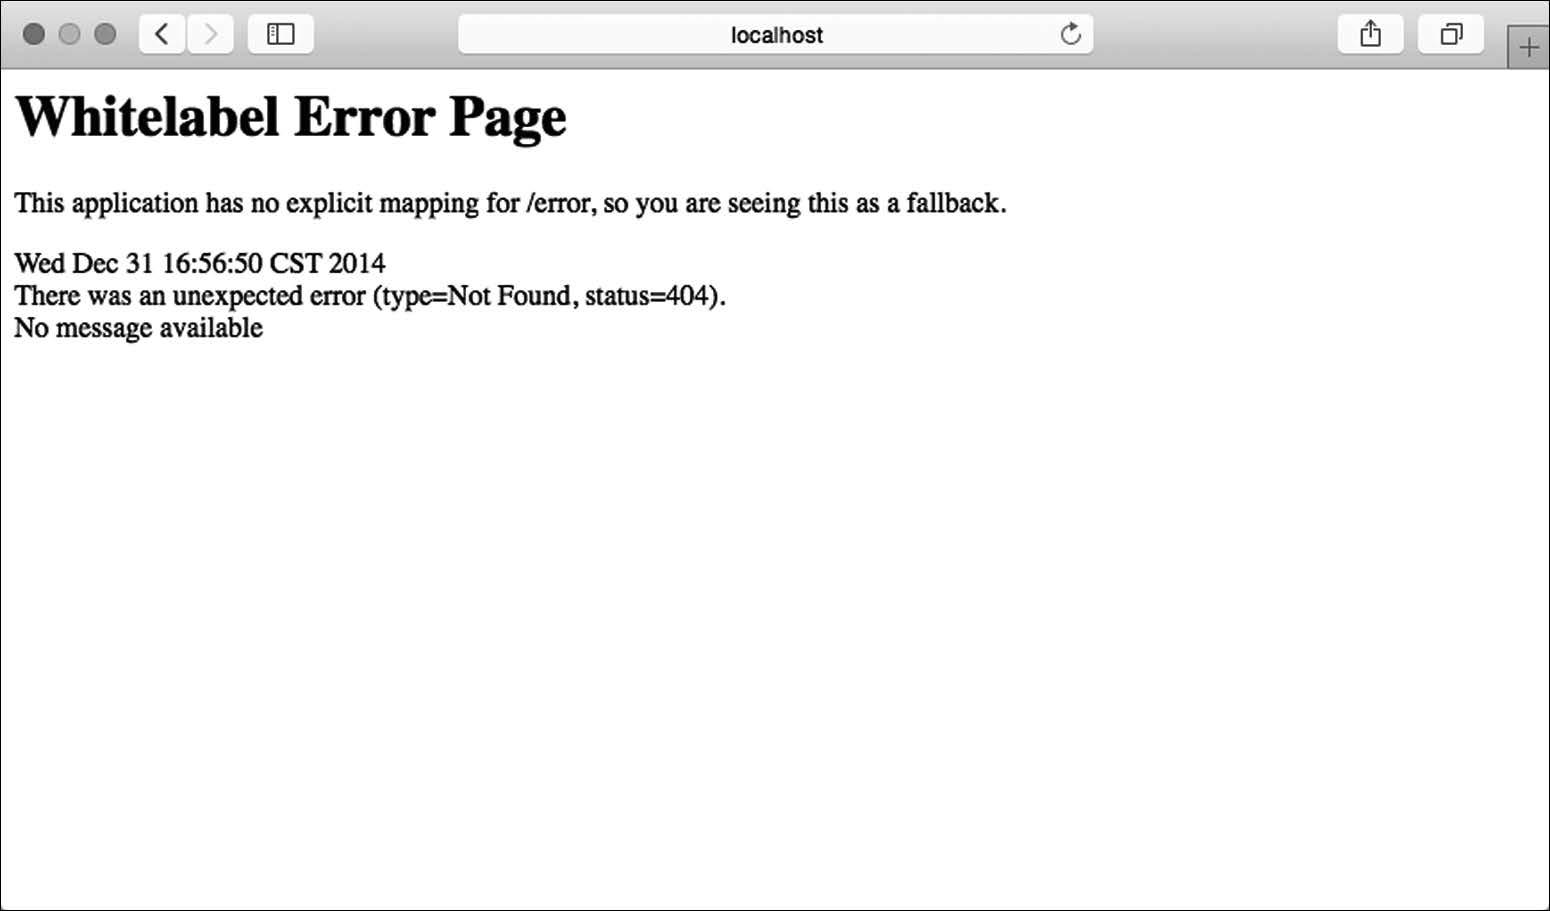 localhost
Whitelabel Error Page
This application has no explicit mapping for /error, so you are seeing this as a fallback.
Wed Dec 31 16:56:50 CST 2014
There was an unexpected error (type=Not Found, status=404).
No message available